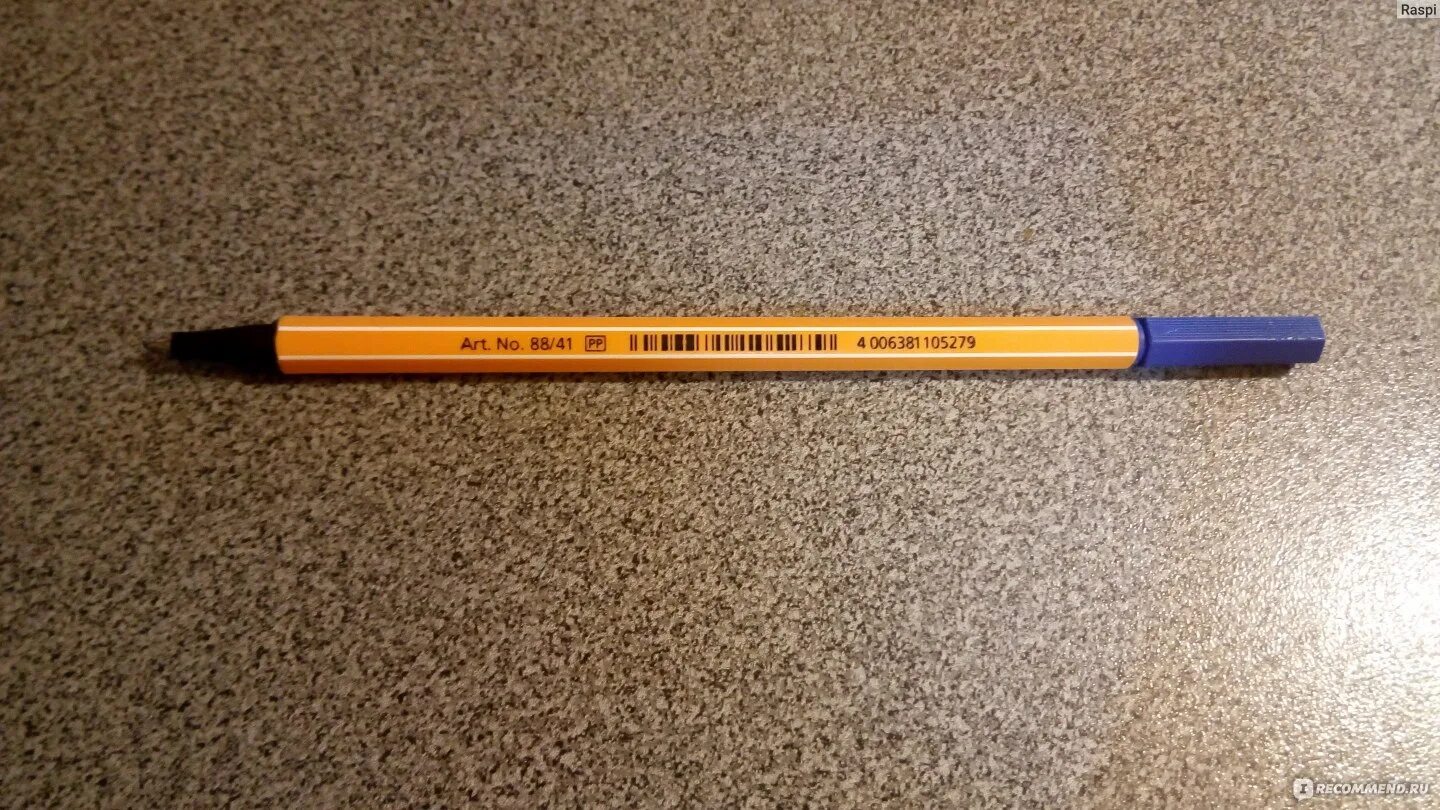 Raspi
Art. No. 88/41 PP 4 006381 105279
RECOMMEND.RU